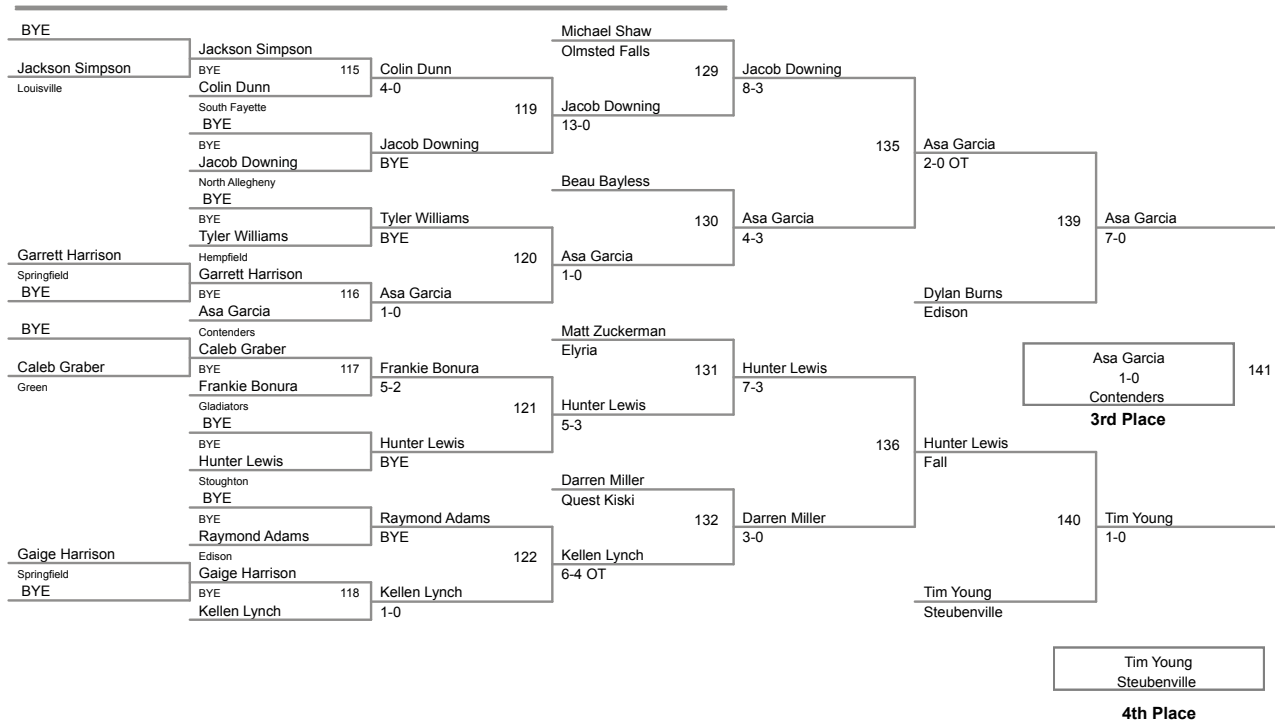 BYE
Jackson Simpson
Louisville
Garrett Harrison
Springfield
BYE
BYE
Caleb Graber
Green
Gaige Harrison
Springfield
BYE
Jackson Simpson
BYE
115
Colin Dunn
South Fayette
BYE
BYE
Jacob Downing
North Allegheny
BYE
BYE
Tyler Williams
Hempfield
Garrett Harrison
BYE
116
Asa Garcia
Contenders
Caleb Graber
BYE
117
Frankie Bonura
Gladiators
BYE
BYE
Hunter Lewis
Stoughton
BYE
BYE
Raymond Adams
Edison
Gaige Harrison
BYE
118
Kellen Lynch
Colin Dunn
4-0
119
Jacob Downing
BYE
Tyler Williams
BYE
120
Asa Garcia
1-0
Frankie Bonura
5-2
121
Hunter Lewis
BYE
Raymond Adams
BYE
122
Kellen Lynch
1-0
Michael Shaw
Olmsted Falls
129
Jacob Downing
13-0
Beau Bayless
130
Asa Garcia
1-0
Matt Zuckerman
Elyria
131
Hunter Lewis
5-3
Darren Miller
Quest Kiski
132
Kellen Lynch
6-4 OT
Jacob Downing
8-3
135
Asa Garcia
4-3
Hunter Lewis
7-3
136
Darren Miller
3-0
Asa Garcia
2-0 OT
139
Dylan Burns
Edison
Hunter Lewis
Fall
140
Tim Young
Steubenville
Asa Garcia
7-0
Asa Garcia
1-0
Contenders
141
3rd Place
Tim Young
1-0
Tim Young
Steubenville
4th Place